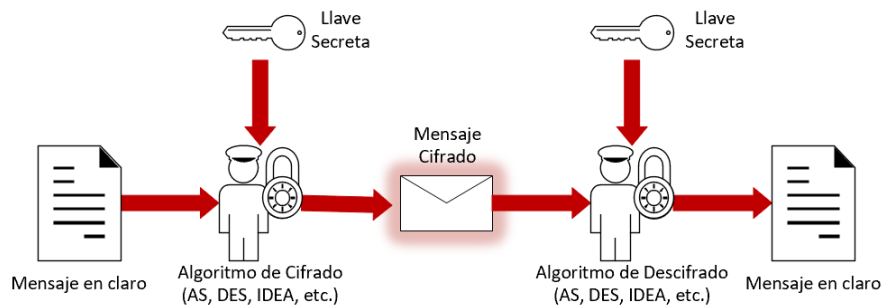 Llave
Secreta
Llave
Secreta
Mensaje
Cifrado
Mensaje en claro
Algoritmo de Cifrado
(AS, DES, IDEA, etc.)
Algoritmo de Descifrado
(AS, DES, IDEA, etc.)
Mensaje en claro